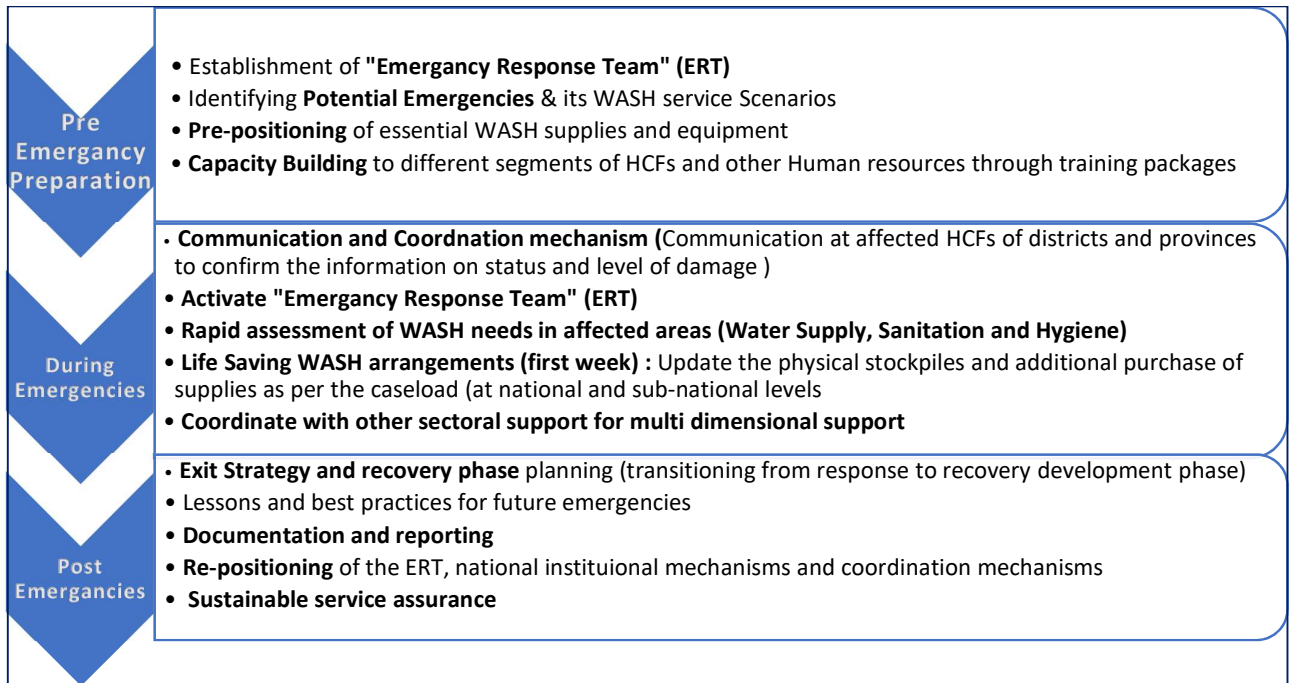 Pre
Emergancy
Preparation
• Establishment of "Emergancy Response Team" (ERT)
• Identifying Potential Emergencies & its WASH service Scenarios
• Pre-positioning of essential WASH supplies and equipment
• Capacity Building to different segments of HCFs and other Human resources through training packages
During
Emergencies
• Communication and Coordnation mechanism (Communication at affected HCFs of districts and provinces
to confirm the information on status and level of damage )
• Activate "Emergancy Response Team" (ERT)
• Rapid assessment of WASH needs in affected areas (Water Supply, Sanitation and Hygiene)
• Life Saving WASH arrangements (first week) : Update the physical stockpiles and additional purchase of
supplies as per the caseload (at national and sub-national levels
• Coordinate with other sectoral support for multi dimensional support
Post
Emergancies
• Exit Strategy and recovery phase planning (transitioning from response to recovery development phase)
• Lessons and best practices for future emergencies
• Documentation and reporting
• Re-positioning of the ERT, national instituional mechanisms and coordination mechanisms
• Sustainable service assurance